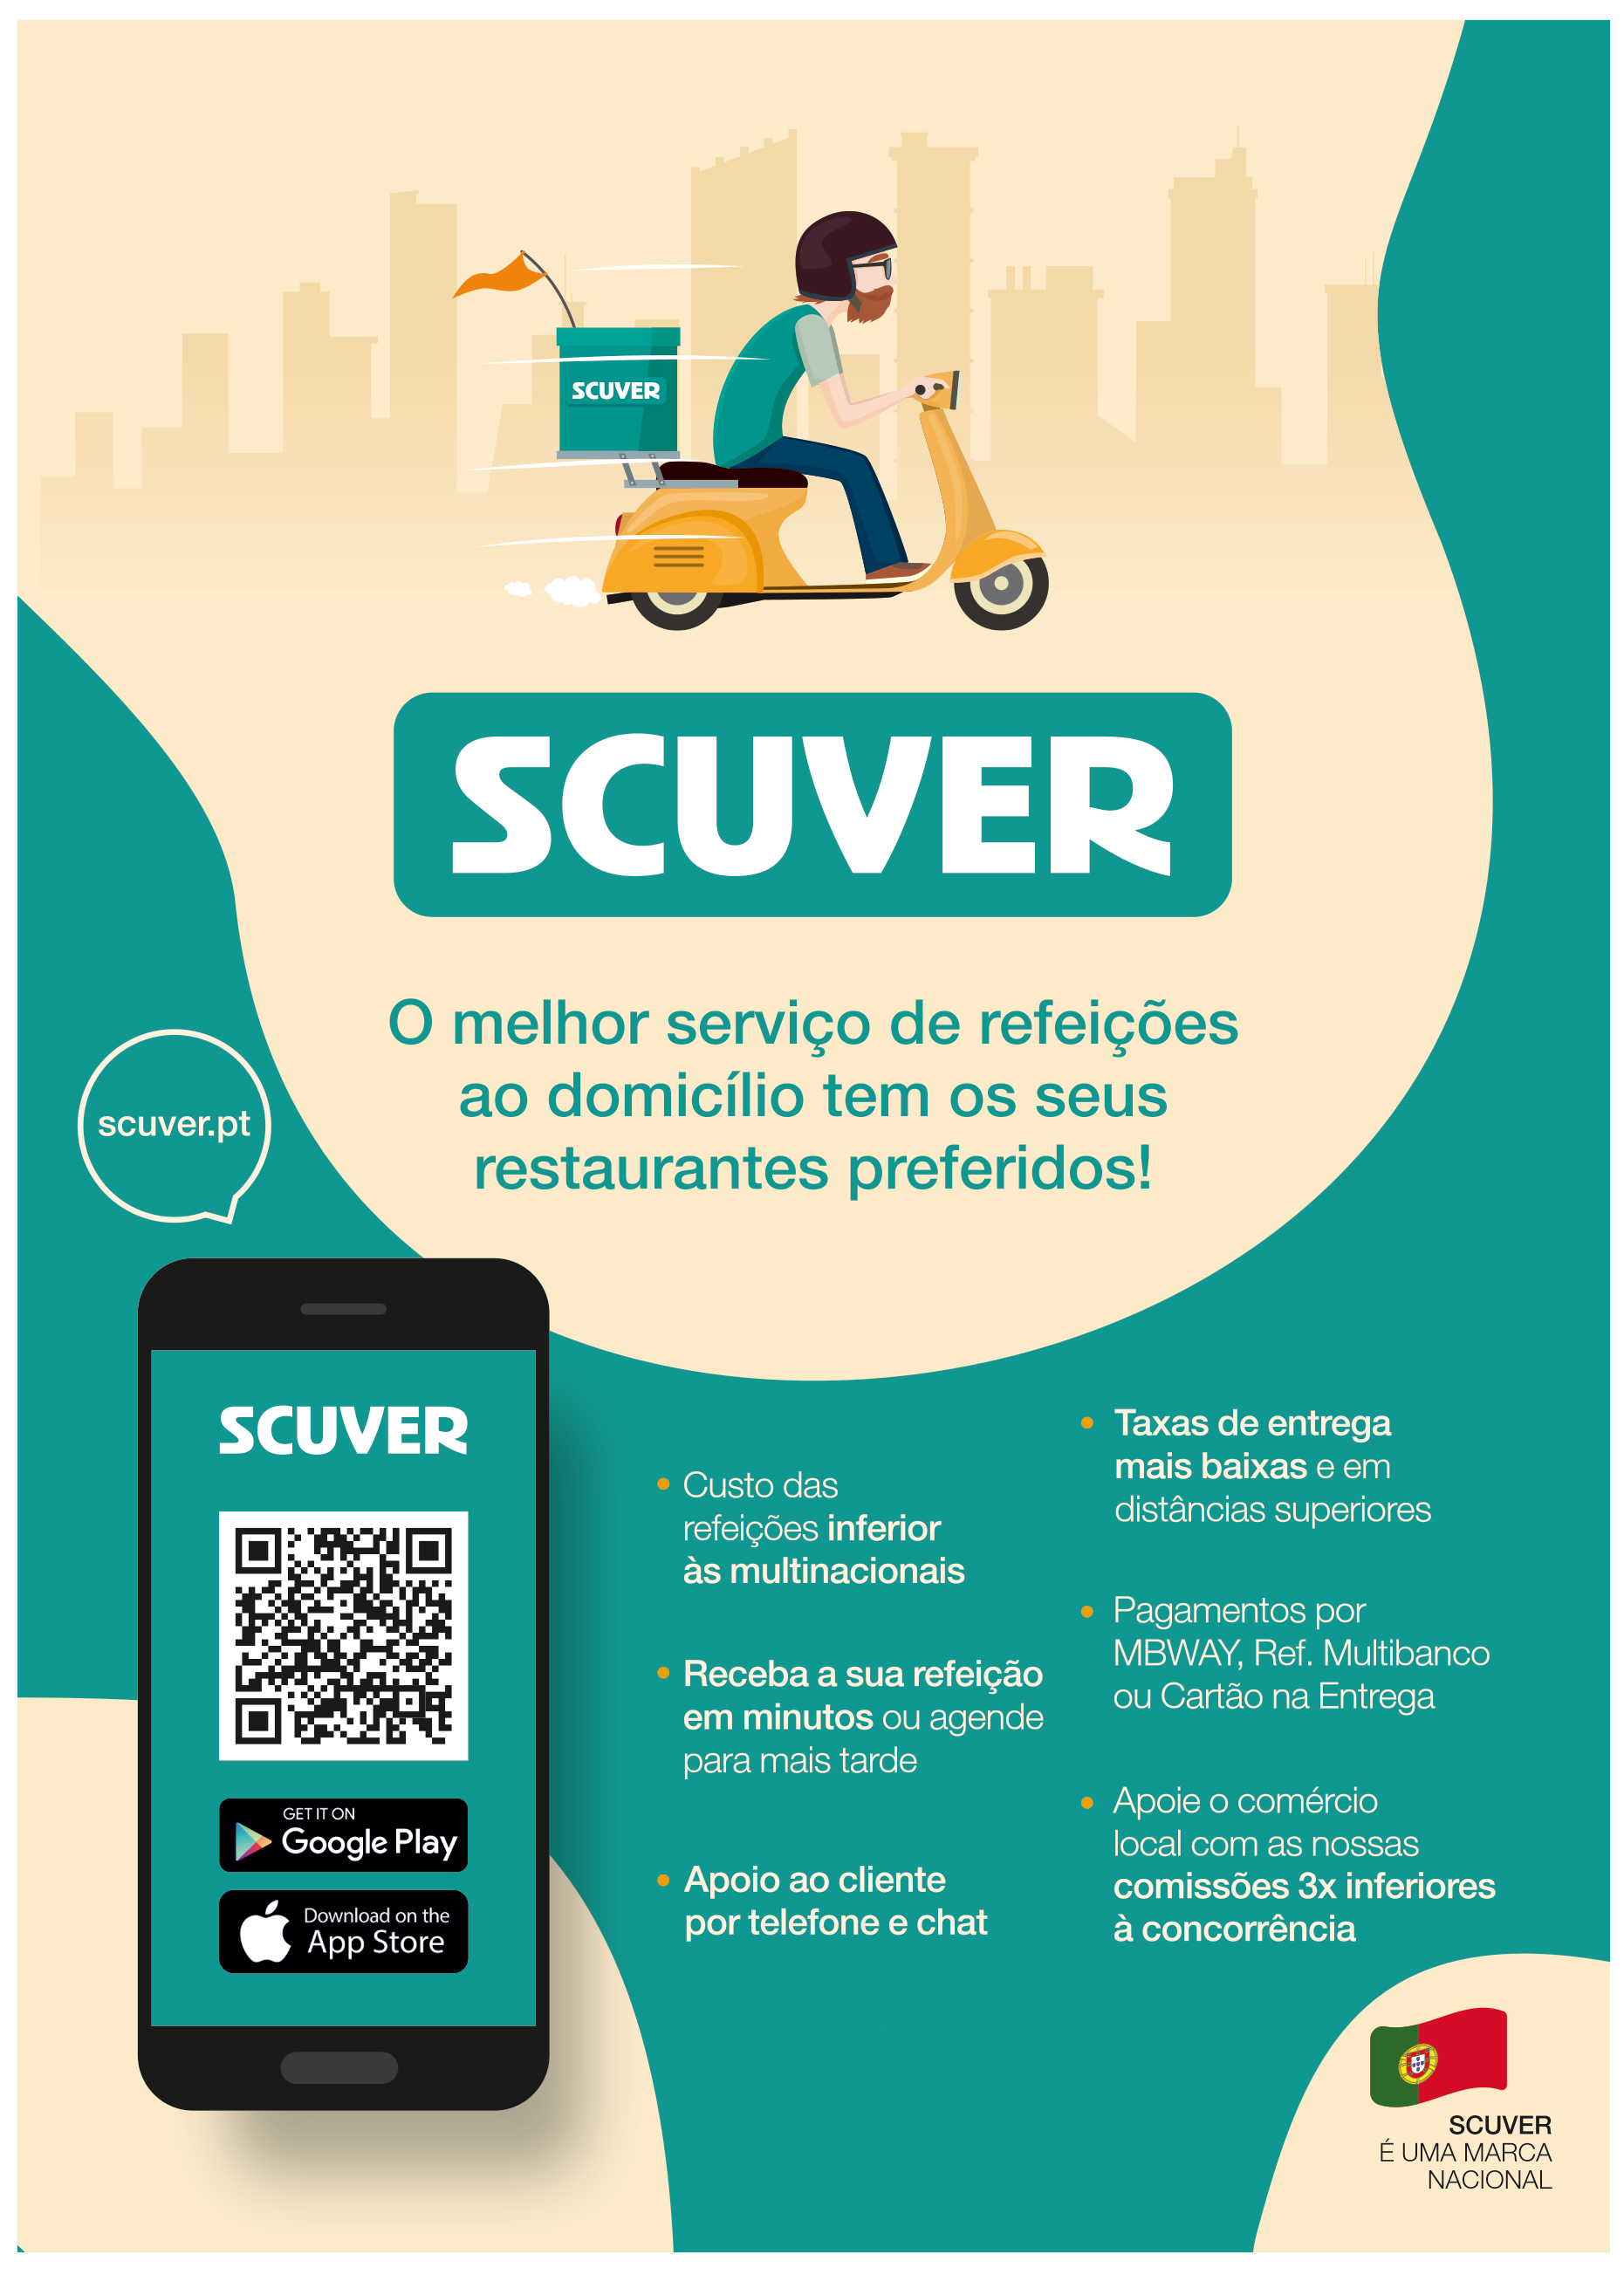 SCUVER
SCUVER
O melhor serviço de refeições
ao domicílio tem os seus
restaurantes preferidos!
scuver.pt
SCUVER
GET IT ON
Google Play
Download on the
App Store
• Custo das
refeições inferior
às multinacionais
• Receba a sua refeição
em minutos ou agende
para mais tarde
• Apoio ao cliente
por telefone e chat
• Taxas de entrega
mais baixas e em
distâncias superiores
• Pagamentos por
MBWAY, Ref. Multibanco
ou Cartão na Entrega
• Apoie o comércio
local com as nossas
comissões 3x inferiores
à concorrência
SCUVER
É UMA MARCA
NACIONAL